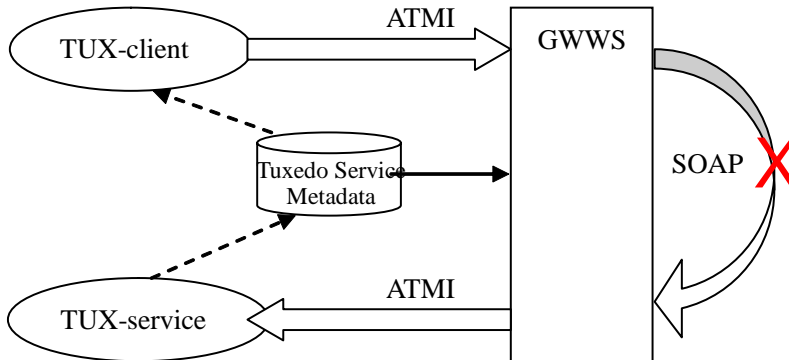 ATMI
TUX-client
GWWS
Tuxedo Service
Metadata
SOAP
ATMI
TUX-service